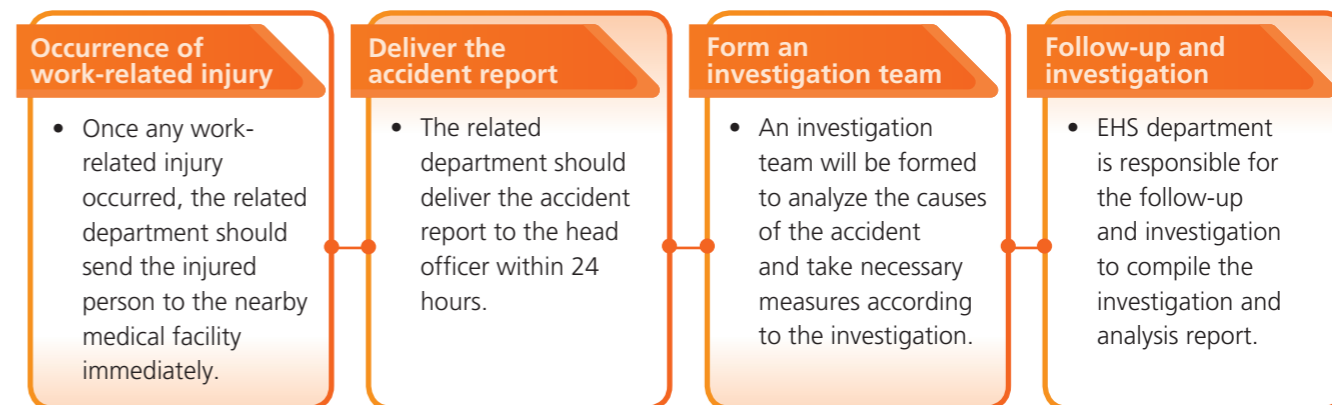 Occurrence of
work-related injury
• Once any work-
related injury
occurred, the related
department should
send the injured
person to the nearby
medical facility
immediately.
Deliver the
accident report
• The related
department should
deliver the accident
report to the head
officer within 24
hours.
Form an
investigation team
• An investigation
team will be formed
to analyze the causes
of the accident
and take necessary
measures according
to the investigation.
Follow-up and
investigation
• EHS department
is responsible for
the follow-up
and investigation
to compile the
investigation and
analysis report.